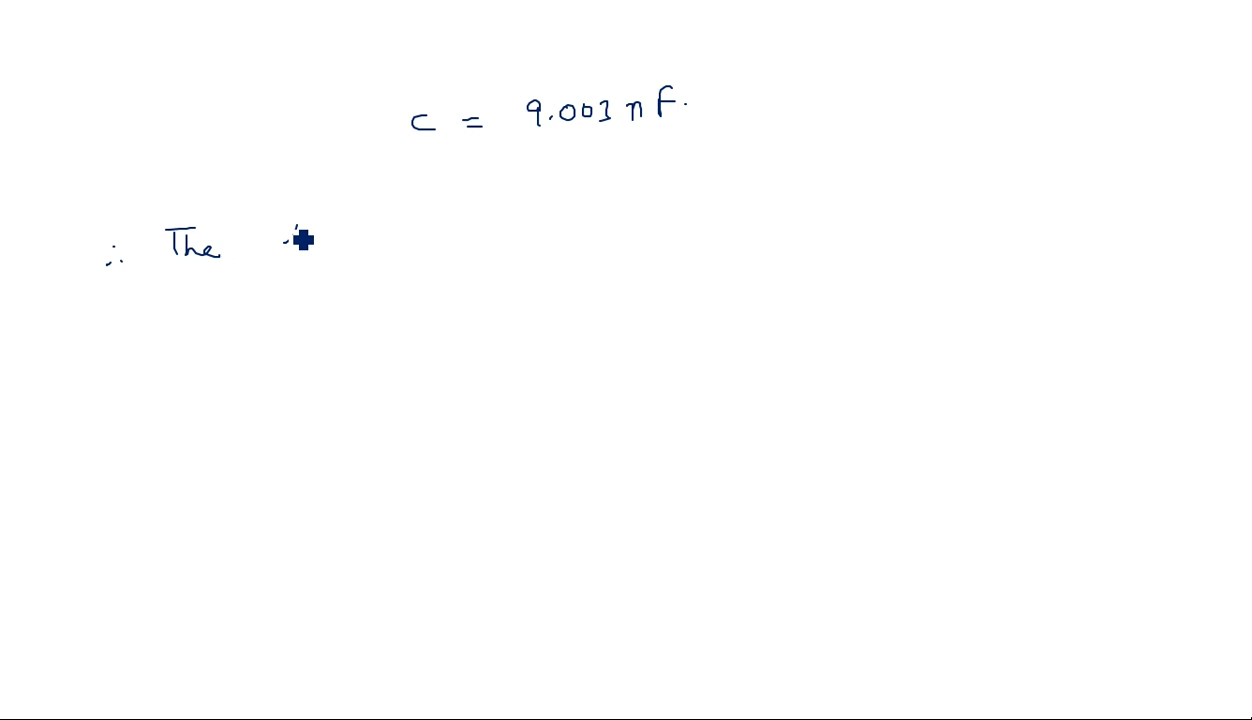 C = 9.003 nF.
∴ The